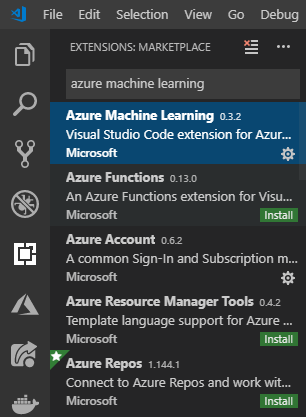 File Edit Selection View Go Debug
EXTENSIONS: MARKETPLACE
azure machine learning
Azure Machine Learning 0.3.2
Visual Studio Code extension for Azur...
Microsoft
Azure Functions 0.13.0
An Azure Functions extension for Visu...
Microsoft Install
Azure Account 0.6.2
A common Sign-In and Subscription m...
Microsoft
Azure Resource Manager Tools 0.4.2
Template language support for Azure ...
Microsoft Install
Azure Repos 1.144.1
Connect to Azure Repos and work wit...
Microsoft Install